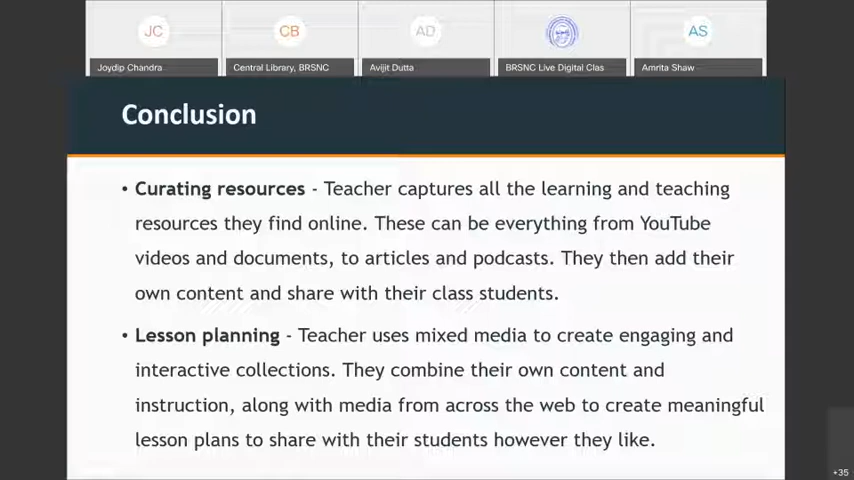 JC
CB
AD
AS
Joydip Chandra
Central Library, BRSNC
Avijit Dutta
BRSNC Live Digital Clas
Amrita Shaw
Conclusion
• Curating resources - Teacher captures all the learning and teaching
resources they find online. These can be everything from YouTube
videos and documents, to articles and podcasts. They then add their
own content and share with their class students.
• Lesson planning - Teacher uses mixed media to create engaging and
interactive collections. They combine their own content and
instruction, along with media from across the web to create meaningful
lesson plans to share with their students however they like.
+35